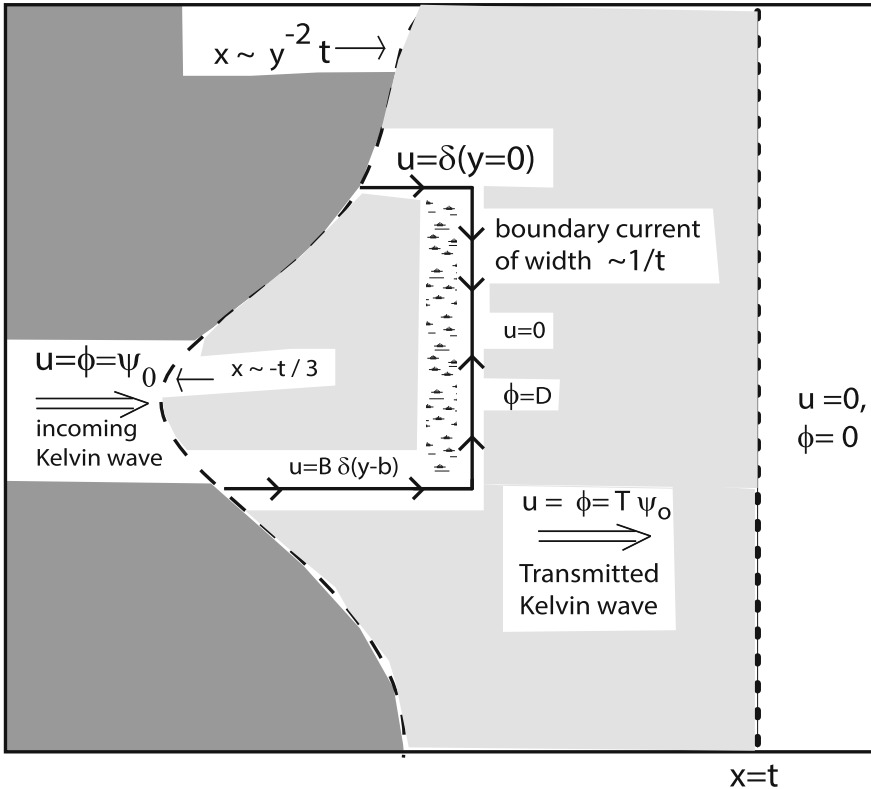 x ~ y⁻² t
u=δ(y=0)
boundary current
of width ~1/t
u=0
u=ϕ=ψ₀
x ~ -t / 3
ϕ=D
incoming
Kelvin wave
u =0,
ϕ= 0
u=B δ(y-b)
u = ϕ= T ψₒ
Transmitted
Kelvin wave
x=t